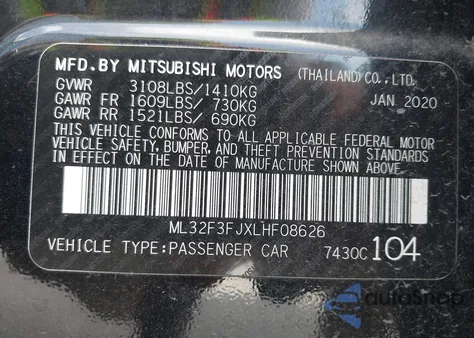 MFD.BY MITSUBISHI MOTORS (THAILAND)CO.,LTD.
GVWR 3108LBS/1410KG JAN 2020
GAWR FR 1609LBS/ 730KG
GAWR RR 1521LBS/ 690KG
THIS VEHICLE CONFORMS TO ALL APPLICABLE FEDERAL MOTOR
VEHICLE SAFETY, BUMPER, AND THEFT PREVENTION STANDARDS
IN EFFECT ON THE DATE OF MANUFACTURE SHOWN ABOVE.
ML32F3FJXLHF08626
VEHICLE TYPE:PASSENGER CAR 7430C 104
autoSnap